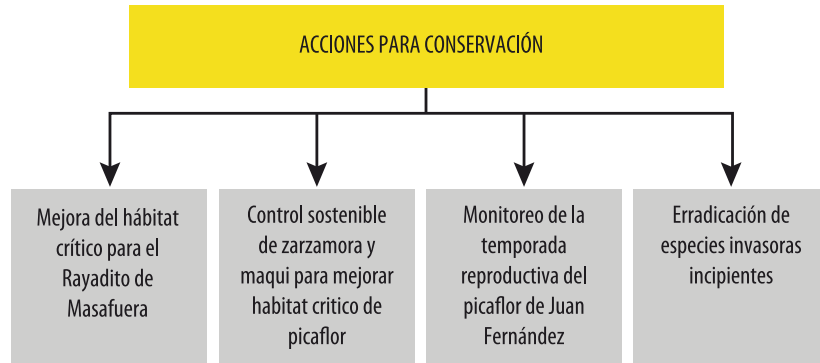 ACCIONES PARA CONSERVACIÓN
Mejora del hábitat
crítico para el
Rayadito de
Masafuera
Control sostenible
de zarzamora y
maqui para mejorar
habitat critico de
picaflor
Monitoreo de la
temporada
reproductiva del
picaflor de Juan
Fernández
Erradicación de
especies invasoras
incipientes